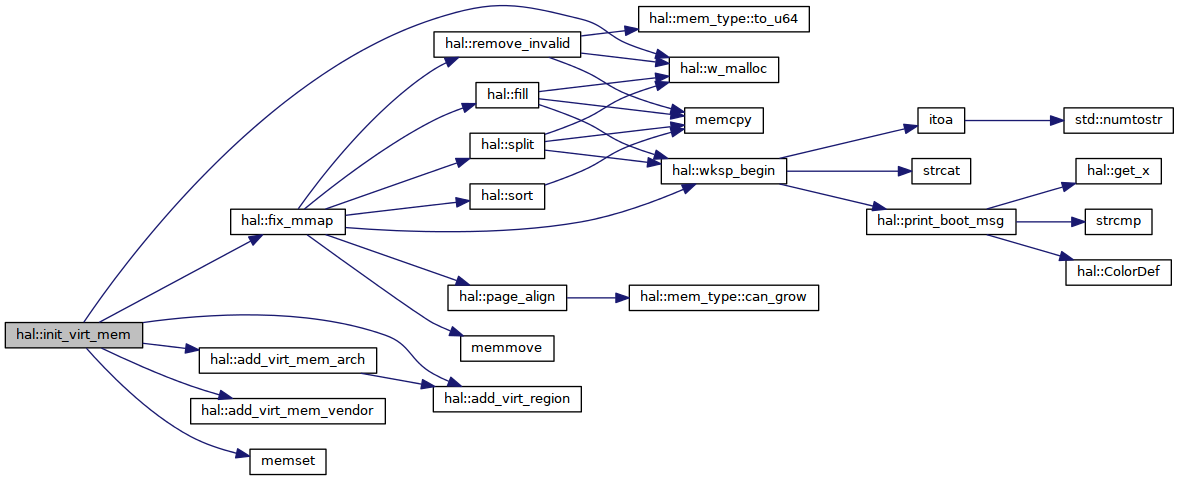 hal::mem_type::to_u64
hal::remove_invalid
hal::w_malloc
hal::fill
memcpy
itoa
std::numtostr
hal::split
hal::wksp_begin
strcat
hal::get_x
hal::sort
hal::fix_mmap
hal::print_boot_msg
strcmp
hal::ColorDef
hal::page_align
hal::mem_type::can_grow
hal::init_virt_mem
memmove
hal::add_virt_mem_arch
hal::add_virt_region
hal::add_virt_mem_vendor
memset